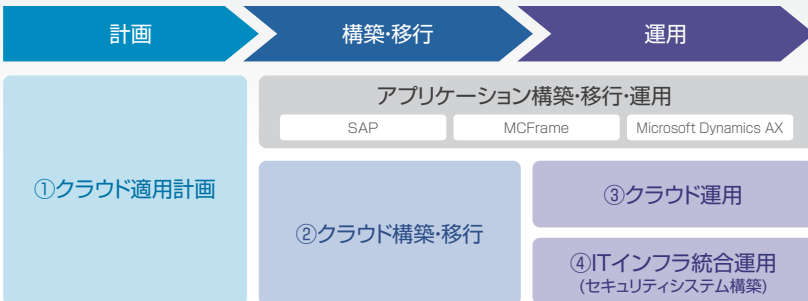 計画
構築・移行
運用
アプリケーション構築・移行・運用
SAP
MCFrame
Microsoft Dynamics AX
①クラウド適用計画
②クラウド構築・移行
③クラウド運用
④ITインフラ統合運用
(セキュリティシステム構築)